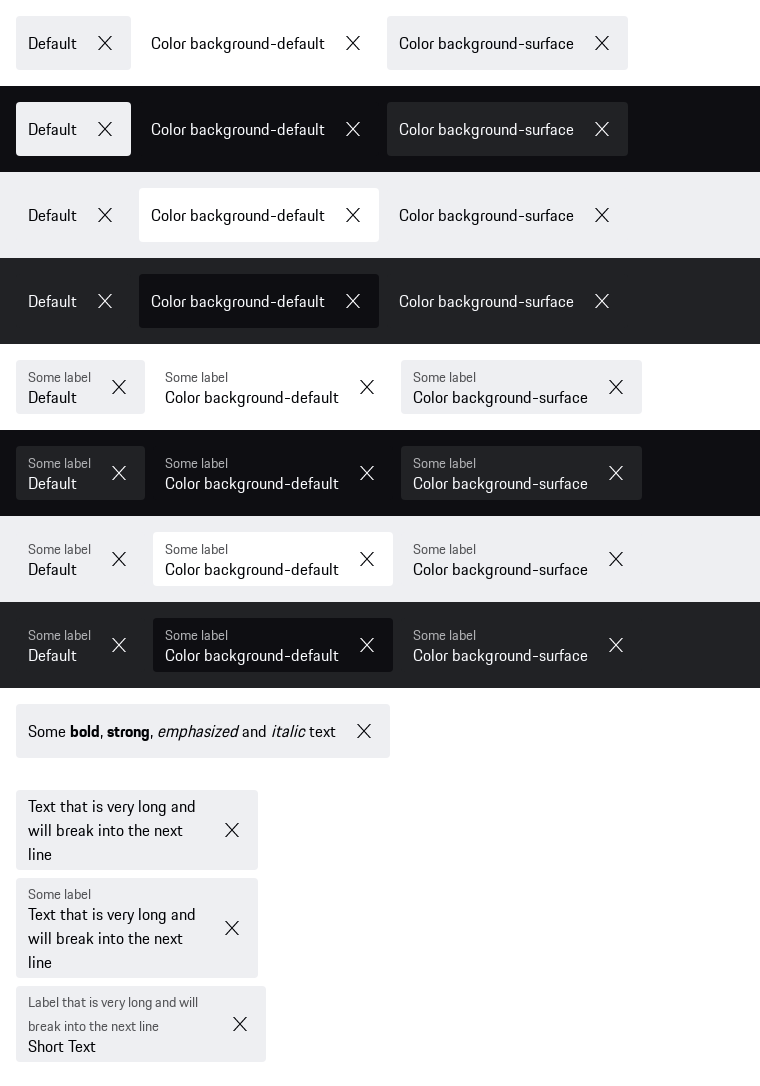 Default Color background-default Color background-surface
Default Color background-default Color background-surface
Default Color background-default Color background-surface
Default Color background-default Color background-surface
Some label Some label Some label
Default Color background-default Color background-surface
Some label Some label Some label
Default Color background-default Color background-surface
Some label Some label Some label
Default Color background-default Color background-surface
Some label Some label Some label
Default Color background-default Color background-surface
Some bold, strong, emphasized and italic text
Text that is very long and
will break into the next
line
Some label
Text that is very long and
will break into the next
line
Label that is very long and will
break into the next line
Short Text